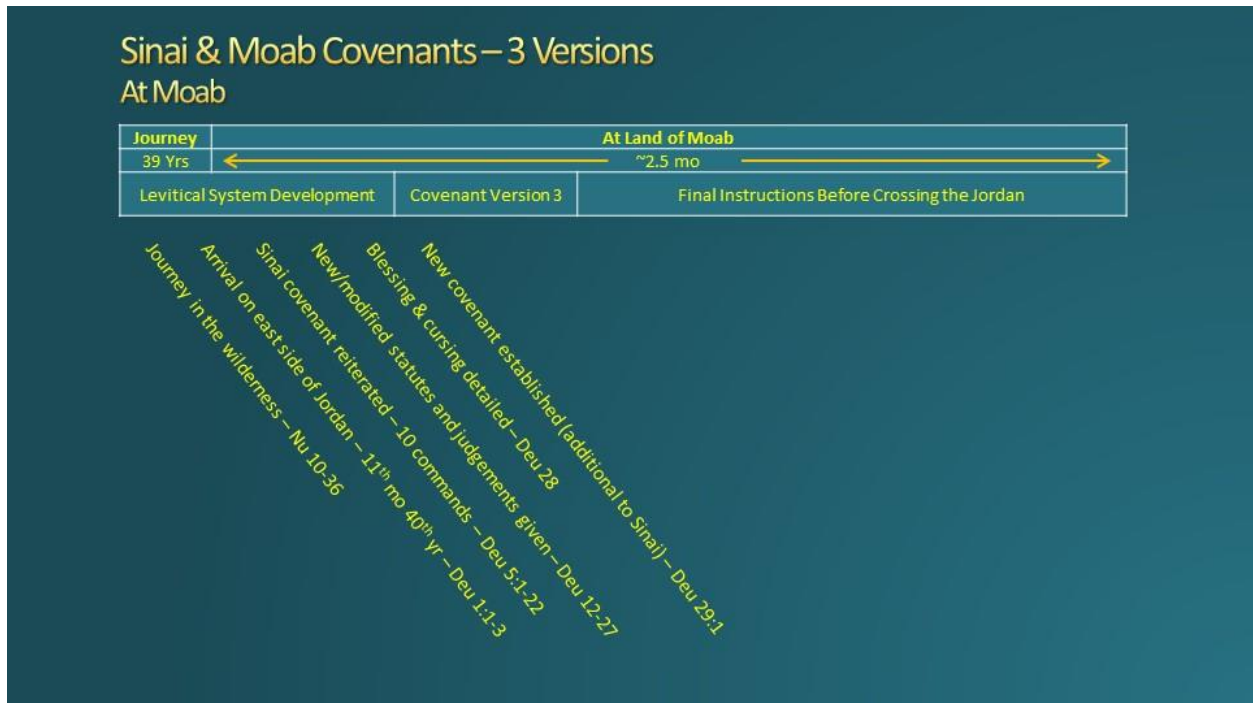 Sinai & Moab Covenants – 3 Versions
At Moab
Journey
At Land of Moab
39 Yrs
~2.5 mo
Levitical System Development
Covenant Version 3
Final Instructions Before Crossing the Jordan
Journey in the wilderness – Nu 10-36
Arrival on east side of Jordan – 11th mo 40th yr – Deu 1:1-3
Sinai covenant reiterated – 10 commands – Deu 5:1-22
New/modified statutes and judgements given – Deu 12-27
Blessing & cursing detailed – Deu 28
New covenant established (additional to Sinai) – Deu 29:1